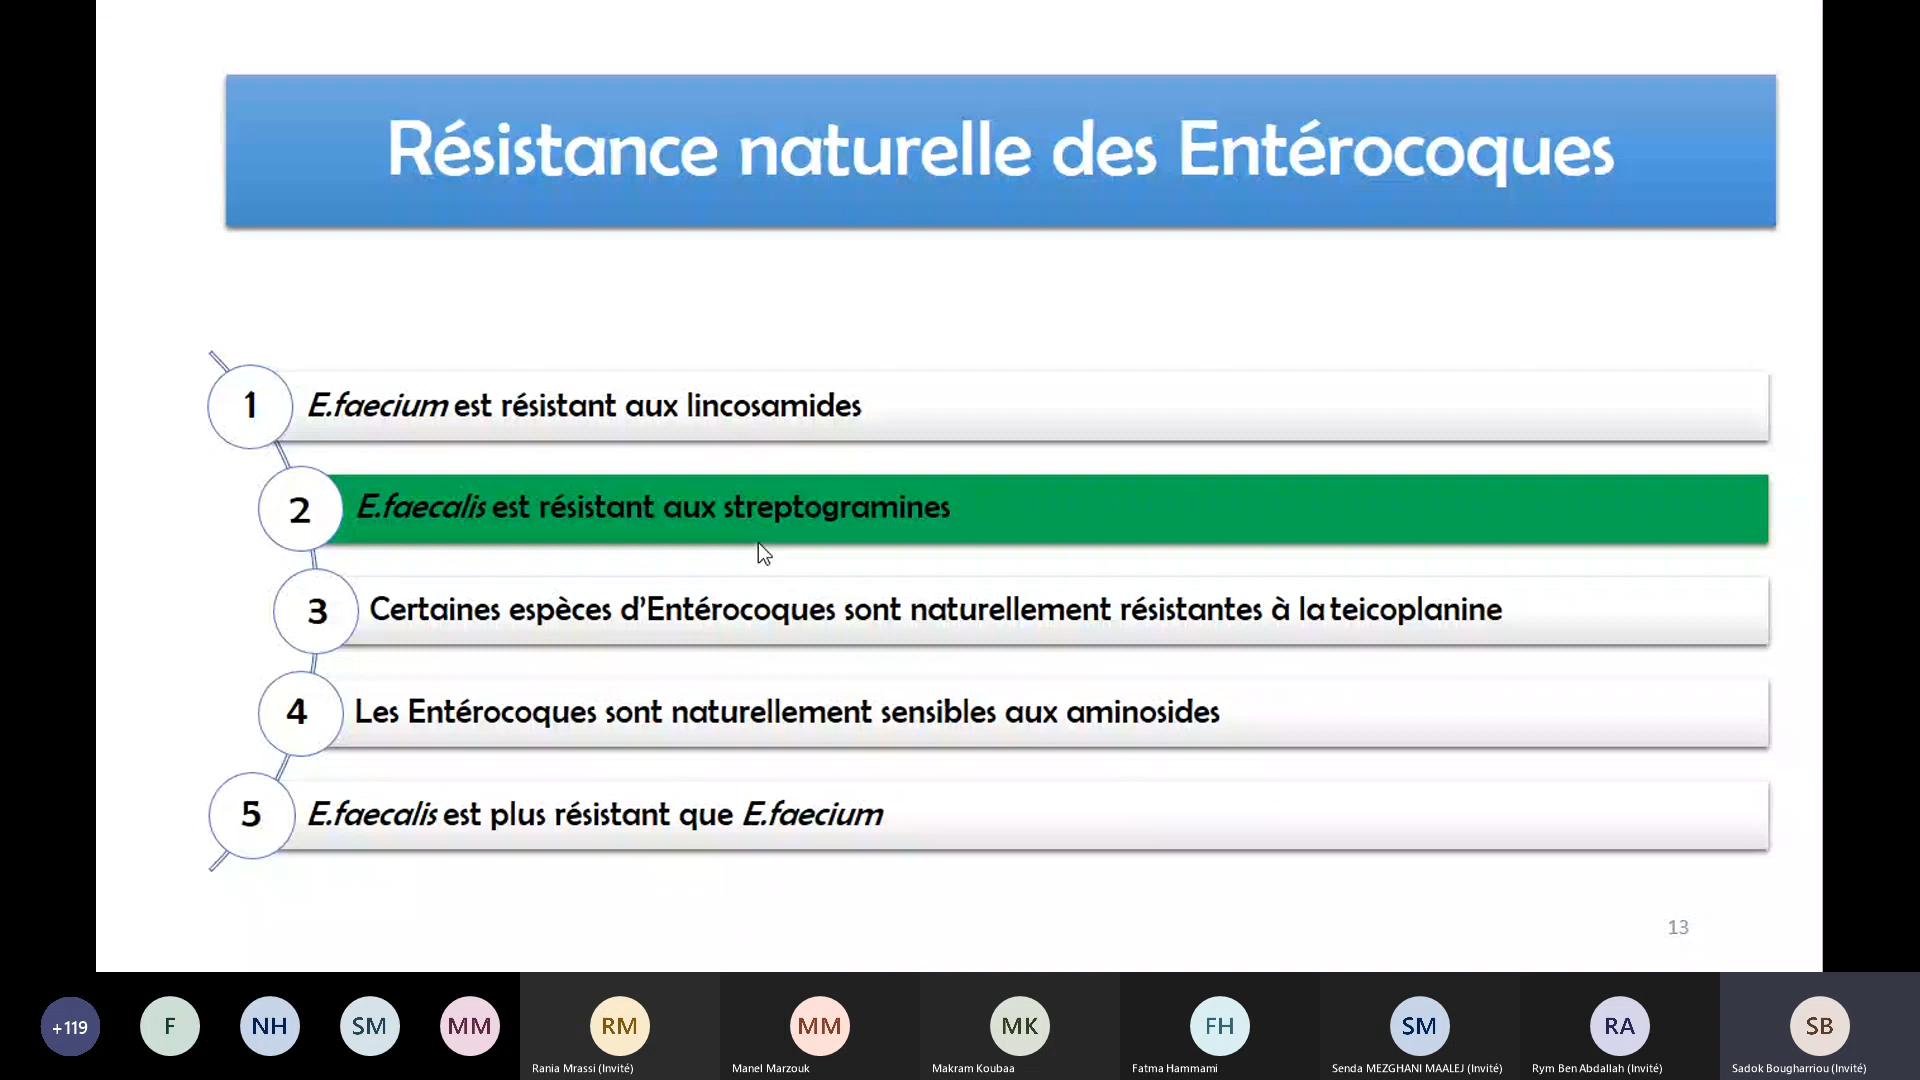 Résistance naturelle des Entérocoques
1 E.faecium est résistant aux lincosamides
2 E.faecalis est résistant aux streptogramines
3 Certaines espèces d'Entérocoques sont naturellement résistantes à la teicoplanine
4 Les Entérocoques sont naturellement sensibles aux aminosides
5 E.faecalis est plus résistant que E.faecium
13
+119 F NH SM MM RM MM MK FH SM RA SB
Rania Mrassi (Invité) Manel Marzouk Makram Koubaa Fatma Hammami Senda MEZGHANI MAALEJ (Invité) Rym Ben Abdallah (Invité) Sadok Bougharriou (Invité)